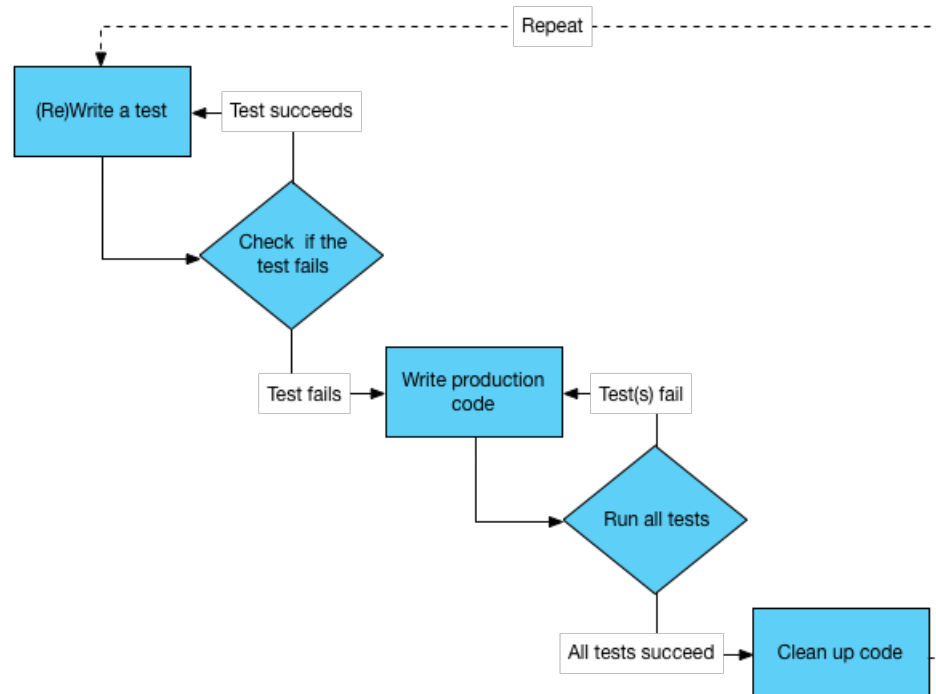 Repeat
(Re)Write a test
Test succeeds
Check if the
test fails
Test fails
Write production
code
Test(s) fail
Run all tests
All tests succeed
Clean up code